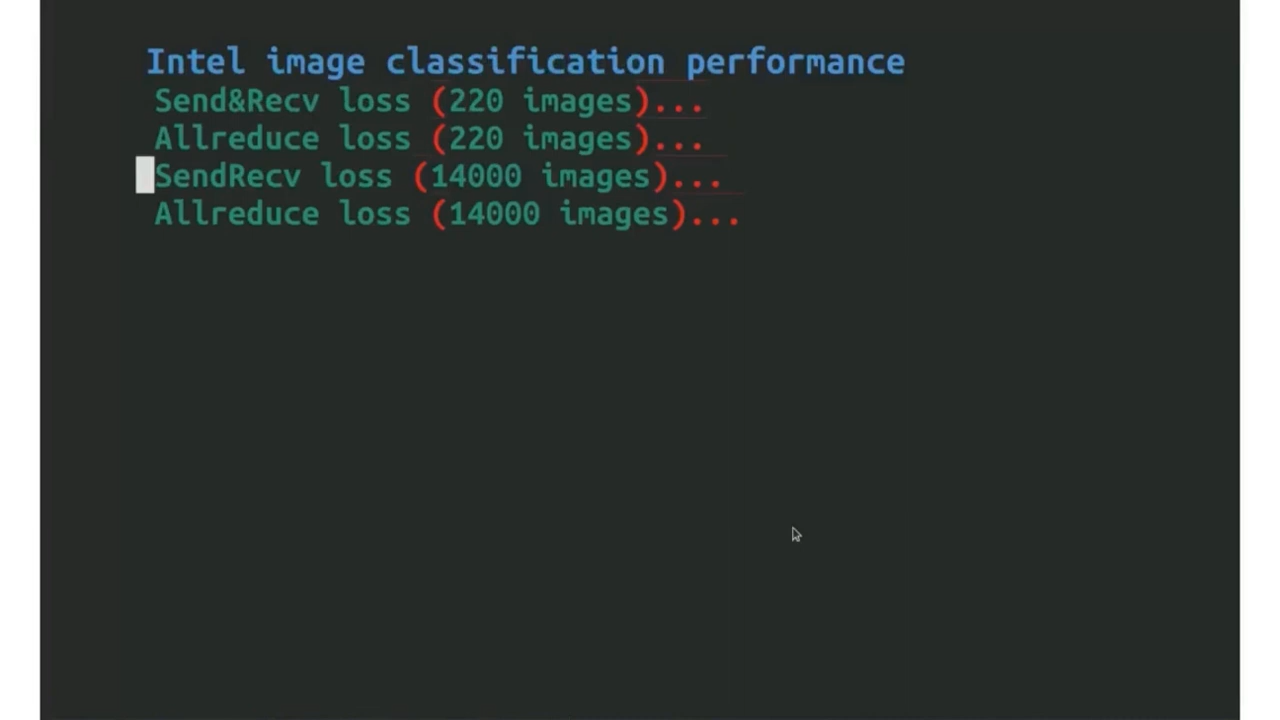 Intel image classification performance
Send&Recv loss (220 images)...
Allreduce loss (220 images)...
SendRecv loss (14000 images)...
Allreduce loss (14000 images)...